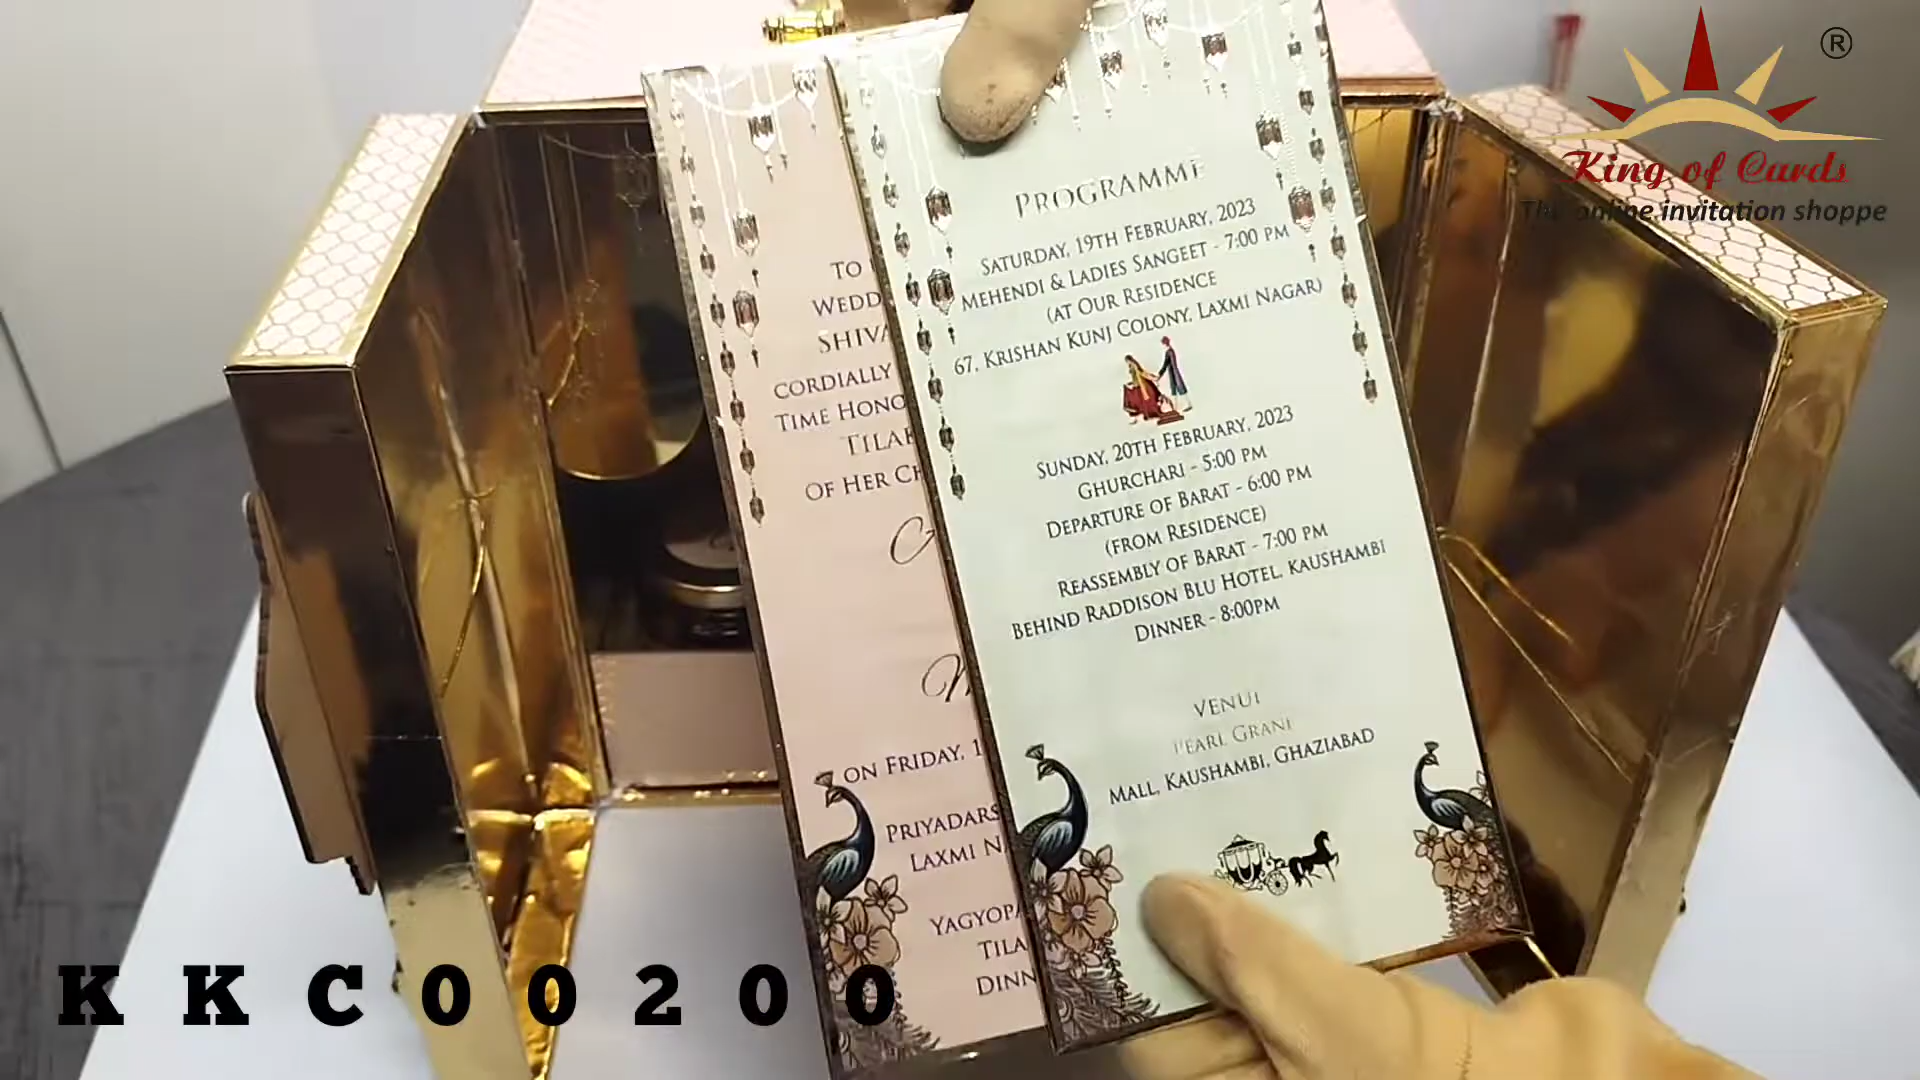 King of Cards
®
The online invitation shoppe
TO
WEDD
SHIVA
CORDIALLY
TIME HONO
TILAK
OF HER CH
ON FRIDAY, 1
PRIYADARS
LAXMI N
YAGYOPA
TILA
DINN
PROGRAMME
SATURDAY, 19TH FEBRUARY, 2023
MEHENDI & LADIES SANGEET - 7:00 PM
(AT OUR RESIDENCE
67, KRISHAN KUNJ COLONY, LAXMI NAGAR)
SUNDAY, 20TH FEBRUARY, 2023
GHURCHARI - 5:00 PM
DEPARTURE OF BARAT - 6:00 PM
(FROM RESIDENCE)
REASSEMBLY OF BARAT - 7:00 PM
BEHIND RADDISON BLU HOTEL, KAUSHAMBI
DINNER - 8:00PM
VENUE
PEARL GRAND
MALL, KAUSHAMBI, GHAZIABAD
KKC00200